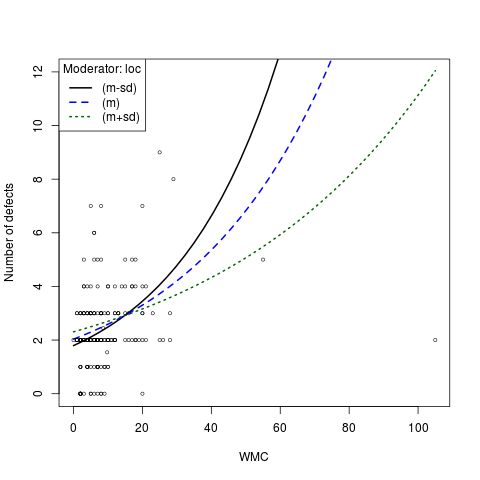 Moderator: loc
(m-sd)
(m)
(m+sd)
Number of defects
12
10
8
6
4
2
0
0 20 40 60 80 100
WMC